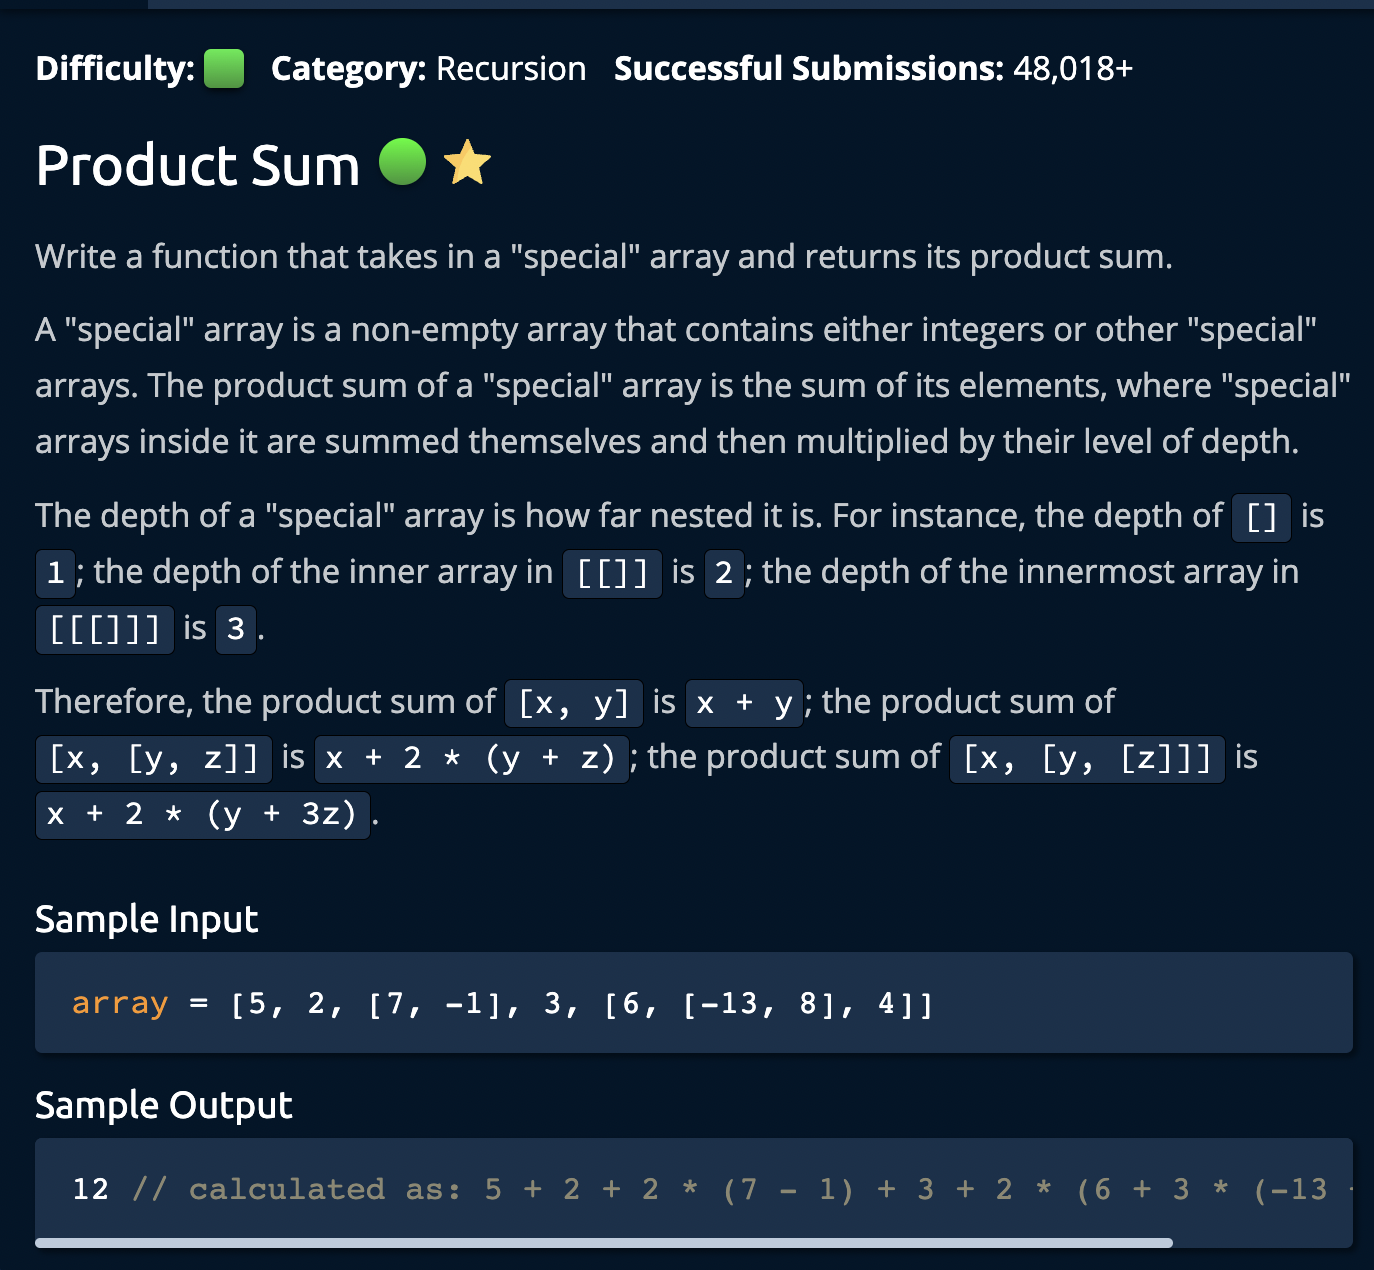 Difficulty: Category: Recursion Successful Submissions: 48,018+
Product Sum
Write a function that takes in a "special" array and returns its product sum.
A "special" array is a non-empty array that contains either integers or other "special"
arrays. The product sum of a "special" array is the sum of its elements, where "special"
arrays inside it are summed themselves and then multiplied by their level of depth.
The depth of a "special" array is how far nested it is. For instance, the depth of [] is
1; the depth of the inner array in [[]] is 2; the depth of the innermost array in
[[[]]] is 3.
Therefore, the product sum of [x, y] is x + y; the product sum of
[x, [y, z]] is x + 2 * (y + z); the product sum of [x, [y, [z]]] is
x + 2 * (y + 3z).
Sample Input
array = [5, 2, [7, -1], 3, [6, [-13, 8], 4]]
Sample Output
12 // calculated as: 5 + 2 + 2 * (7 - 1) + 3 + 2 * (6 + 3 * (-13